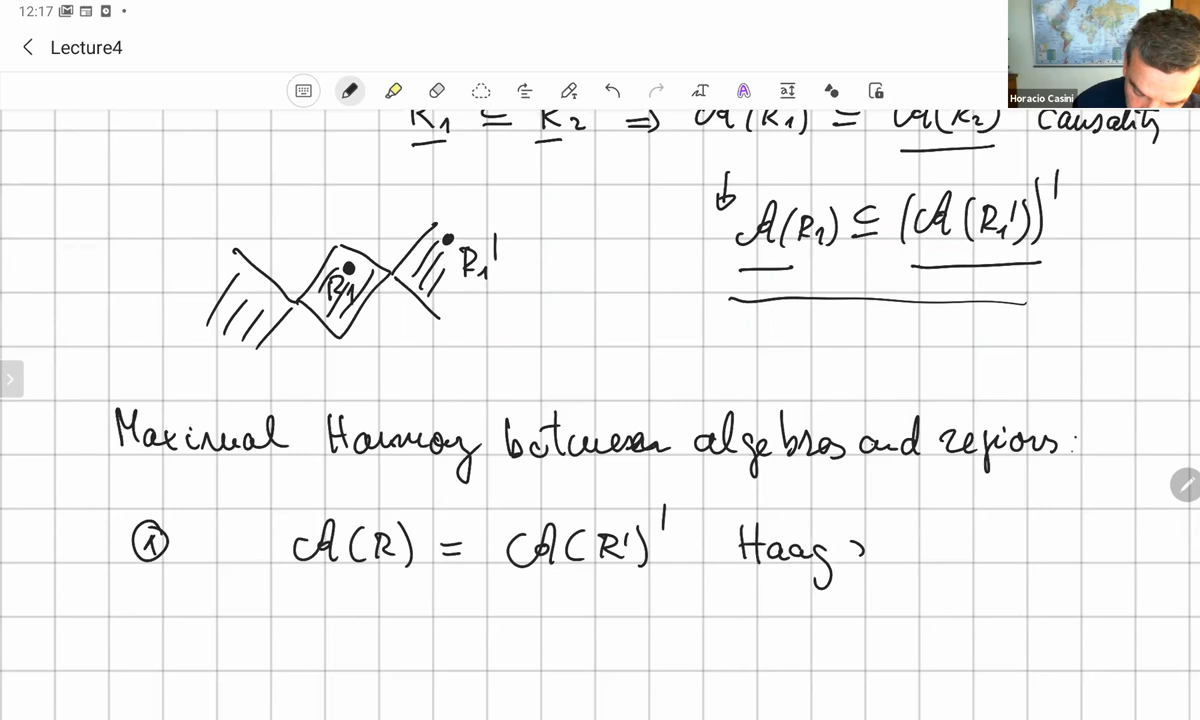 12:17
Lecture4
Horacio Casini
R₁ ⊆ R₂ ⇒ A(R₁) ⊆ A(R₂) Causality
↓ A(R₁) ⊆ (A(R₁'))'
R₁ R₁'
Maximal Harmony between algebras and regions:
① A(R) = (A(R'))' Haag